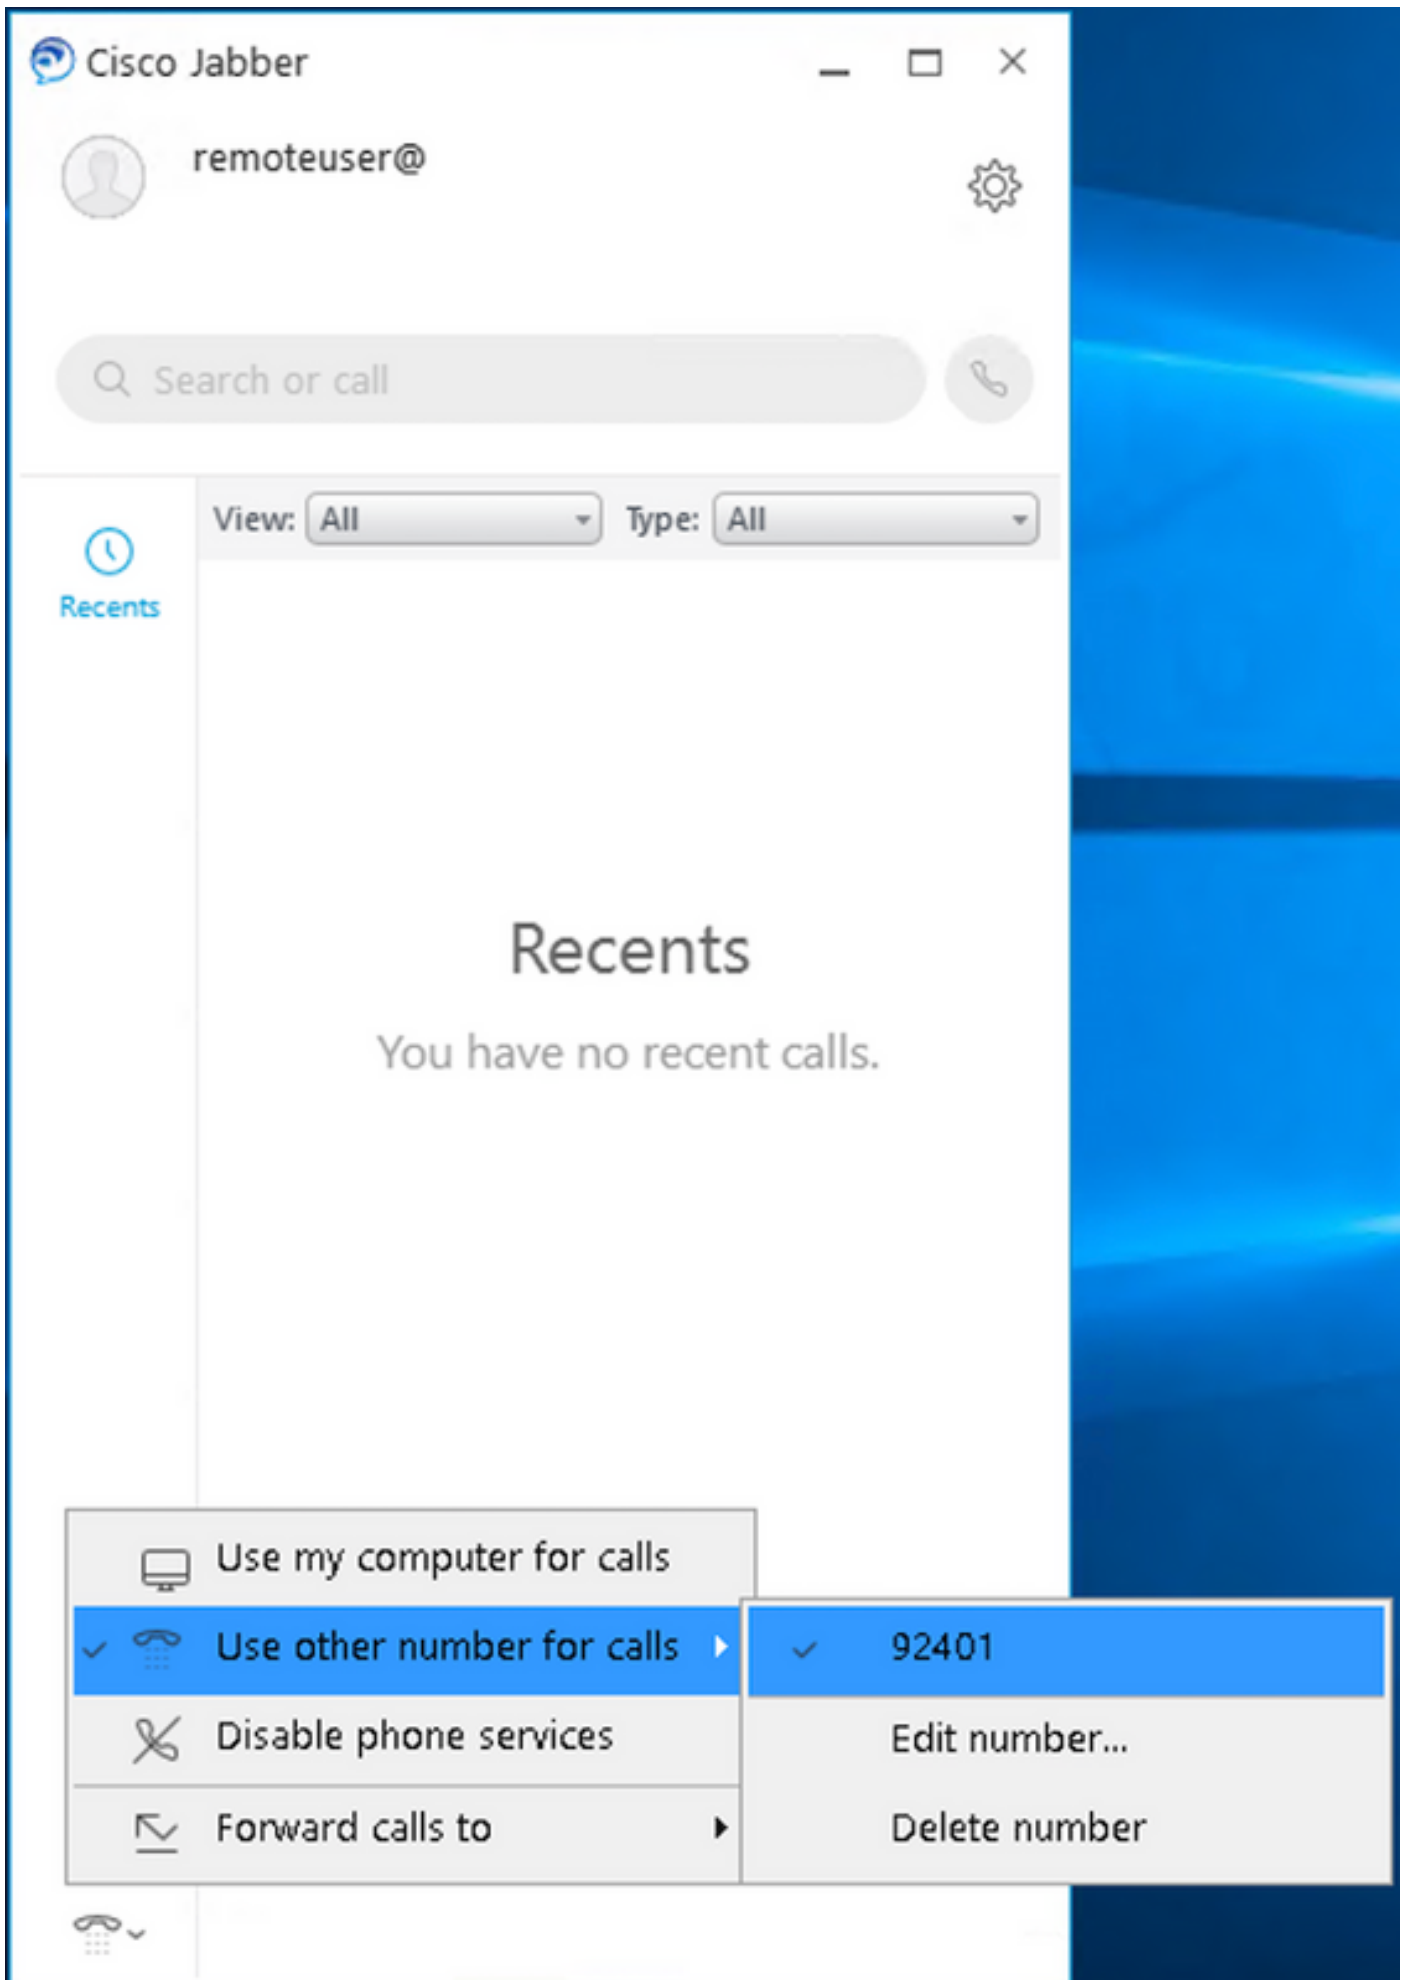 Cisco Jabber
remoteuser@
Search or call
View: All Type: All
Recents
Recents
You have no recent calls.
Use my computer for calls
Use other number for calls
92401
Disable phone services
Edit number...
Forward calls to
Delete number